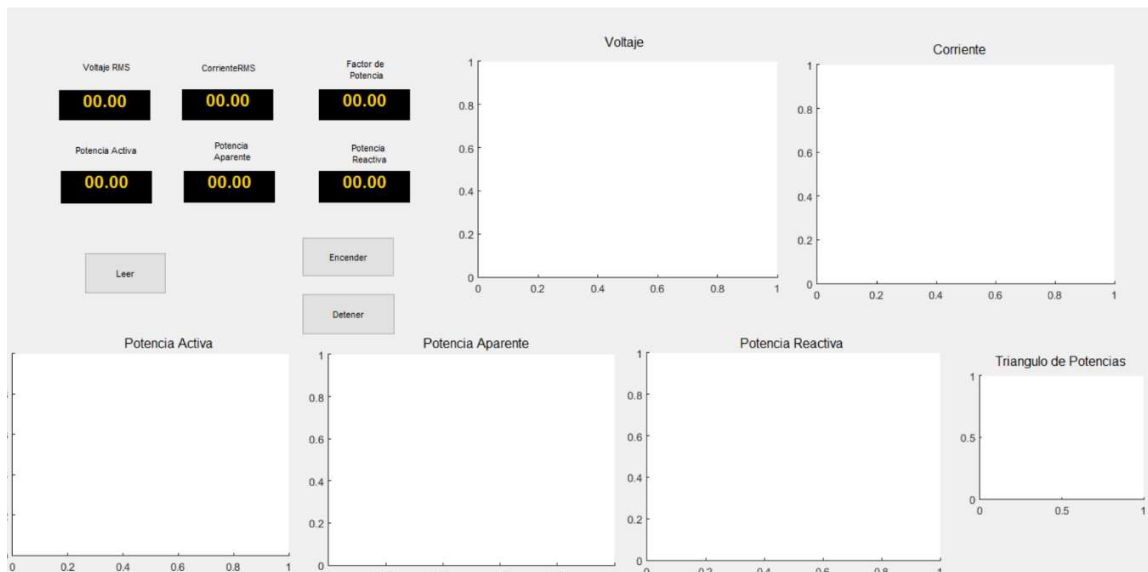 Voltaje RMS
CorrienteRMS
Factor de
Potencia
00.00
00.00
00.00
Potencia Activa
Potencia
Aparente
Potencia
Reactiva
00.00
00.00
00.00
Leer
Encender
Detener
Voltaje
1
0.8
0.6
0.4
0.2
0
0 0.2 0.4 0.6 0.8 1
Corriente
1
0.8
0.6
0.4
0.2
0
0 0.2 0.4 0.6 0.8 1
Potencia Activa
0 0.2 0.4 0.6 0.8 1
Potencia Aparente
1
0.8
0.6
0.4
0.2
0
Potencia Reactiva
1
0.8
0.6
0.4
0.2
0
0 0.2 0.4 0.6 0.8 1
Triangulo de Potencias
1
0.5
0
0 0.5 1